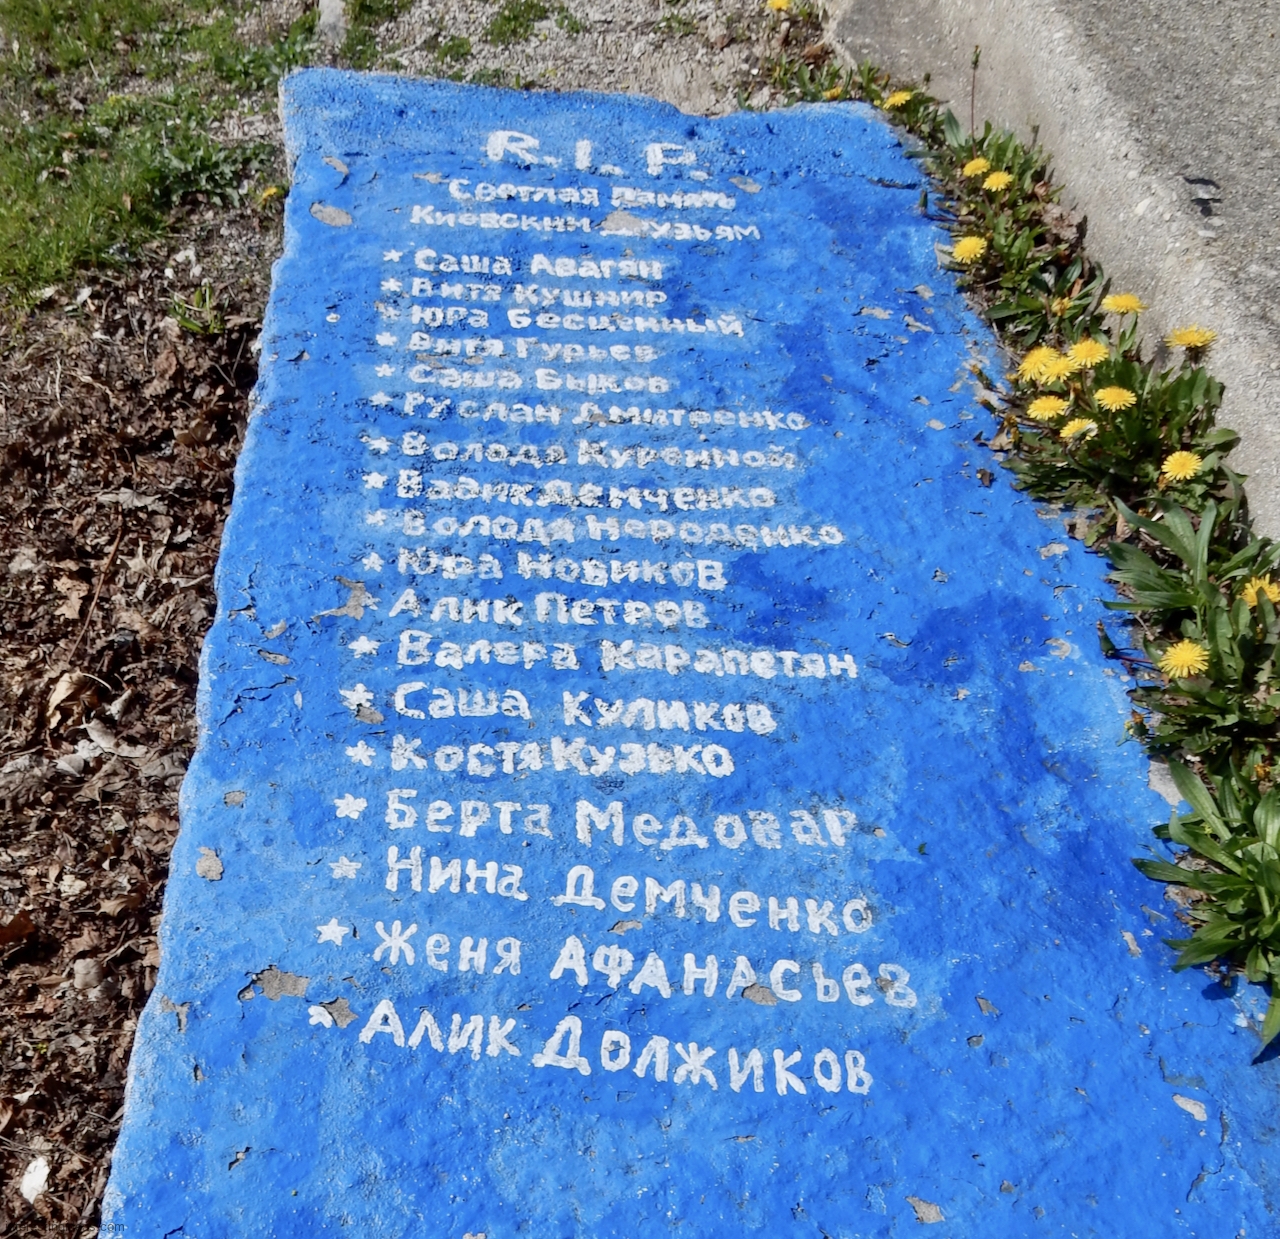 R.I.P.
Светлая Память
Киевским Друзьям
* Саша Авагян
* Витя Кушнир
* Юра Бесценный
* Витя Гурьев
* Саша Быков
* Руслан Дмитренко
* Володя Куренной
* Вадик Демченко
* Володя Нероденко
* Юра Новиков
* Алик Петров
* Валера Карапетян
* Саша Куликов
* Костя Кузько
* Берта Медовар
* Нина Демченко
* Женя Афанасьев
* Алик Должиков